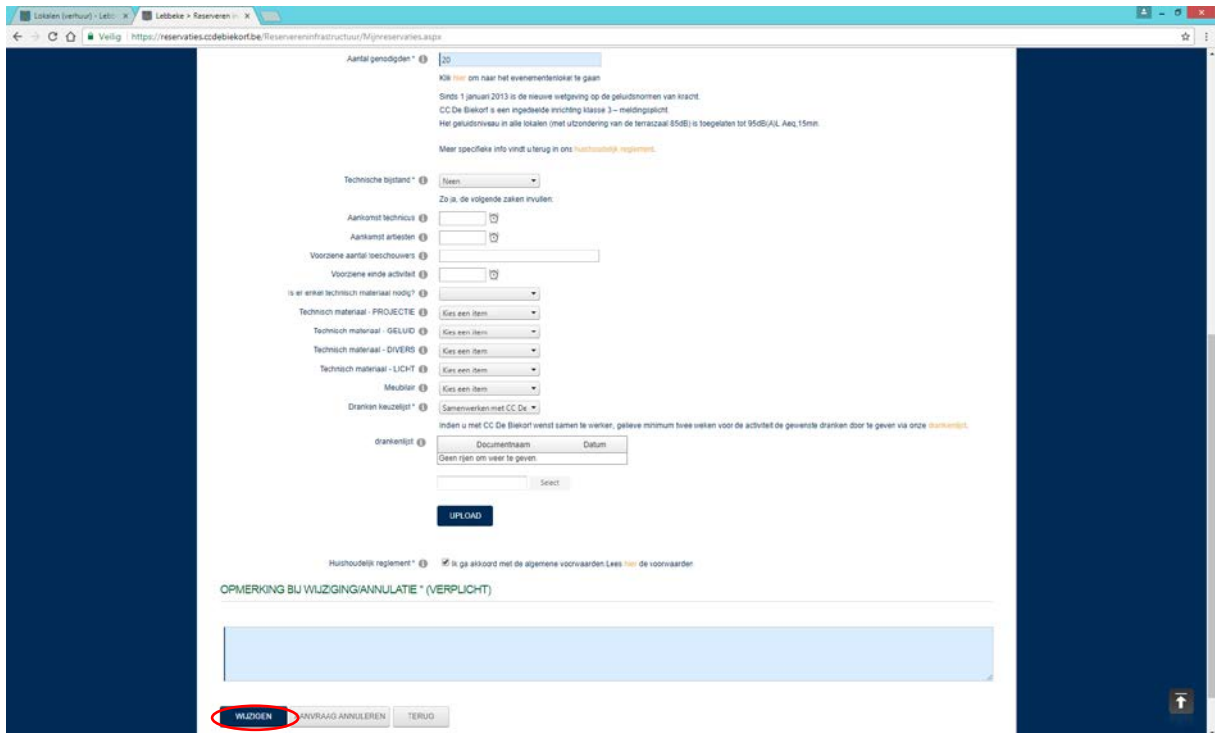 Lokalen (verhuur) - Lebb
Lebbeke > Reserveren in
Veilig https://reservaties.ccdebiekorf.be/Reservereninfrastructuur/Mijnreservaties.aspx
Aantal genodigden * 20
Klik hier om naar het evenementenloket te gaan
Sinds 1 januari 2013 is de nieuwe wetgeving op de geluidsnormen van kracht.
CC De Biekorf is een ingedeelde inrichting klasse 3 – meldingsplicht.
Het geluidsniveau in alle lokalen (met uitzondering van de terraszaal 85dB) is toegelaten tot 95dB(A)L Aeq,15min.
Meer specifieke info vindt u terug in ons huishoudelijk reglement.
Technische bijstand * Neen
Zo ja, de volgende zaken invullen:
Aankomst technicus
Aankomst artiesten
Voorziene aantal toeschouwers
Voorziene einde activiteit
Is er enkel technisch materiaal nodig?
Technisch materiaal - PROJECTIE Kies een item
Technisch materiaal - GELUID Kies een item
Technisch materiaal - DIVERS Kies een item
Technisch materiaal - LICHT Kies een item
Meubilair Kies een item
Dranken keuzelijst * Samenwerken met CC De
Indien u met CC De Biekorf wenst samen te werken, gelieve minimum twee weken voor de activiteit de gewenste dranken door te geven via onze drankenlijst.
drankenlijst Documentnaam Datum
Geen rijen om weer te geven.
Select
UPLOAD
Huishoudelijk reglement * Ik ga akkoord met de algemene voorwaarden.Lees hier de voorwaarden
OPMERKING BIJ WIJZIGING/ANNULATIE * (VERPLICHT)
WIJZIGEN AANVRAAG ANNULEREN TERUG